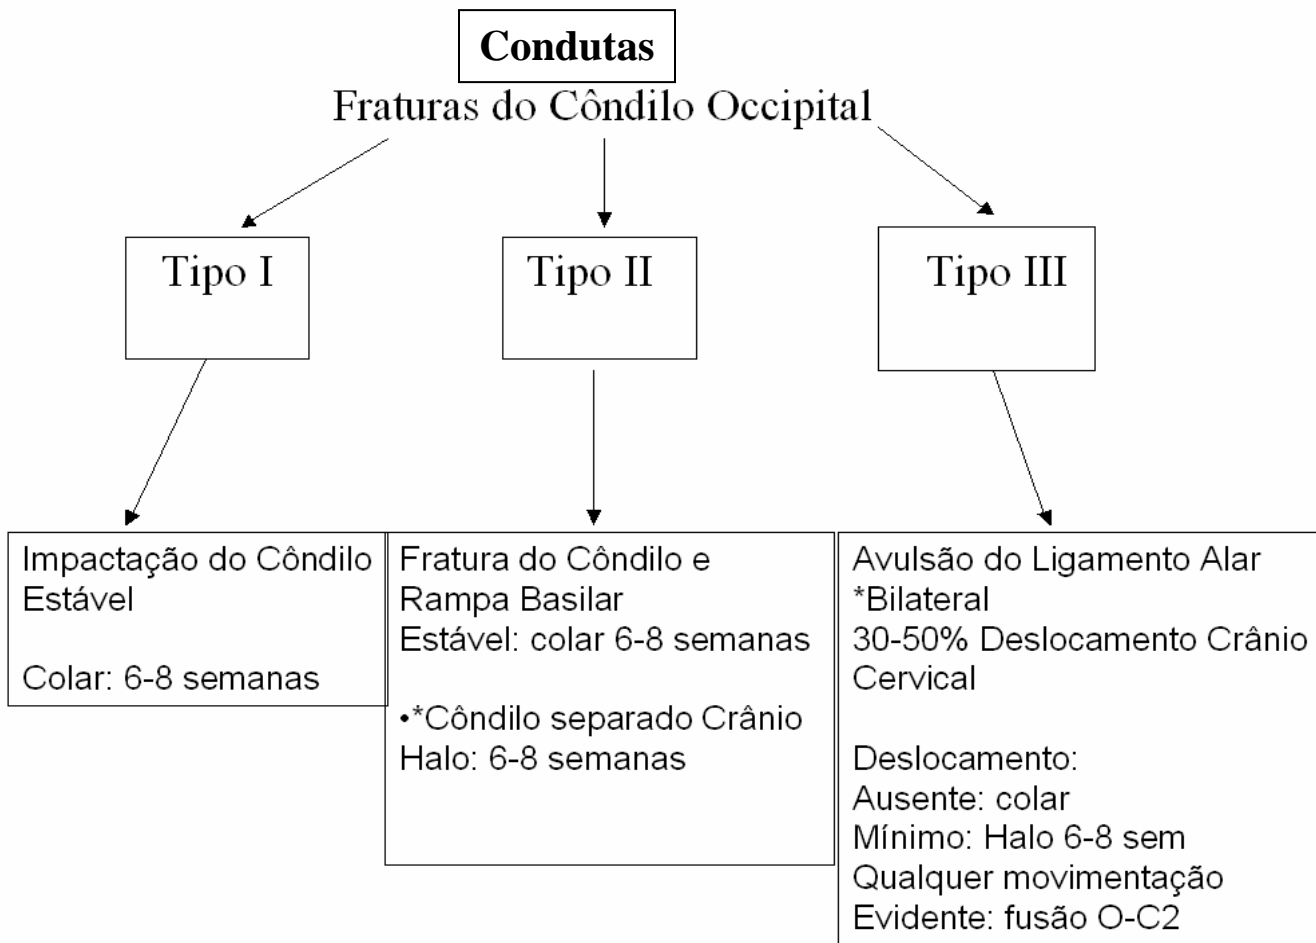 Condutas
Fraturas do Côndilo Occipital
Tipo I
Tipo II
Tipo III
Impactação do Côndilo
Estável
Colar: 6-8 semanas
Fratura do Côndilo e
Rampa Basilar
Estável: colar 6-8 semanas
•*Côndilo separado Crânio
Halo: 6-8 semanas
Avulsão do Ligamento Alar
*Bilateral
30-50% Deslocamento Crânio
Cervical
Deslocamento:
Ausente: colar
Mínimo: Halo 6-8 sem
Qualquer movimentação
Evidente: fusão O-C2